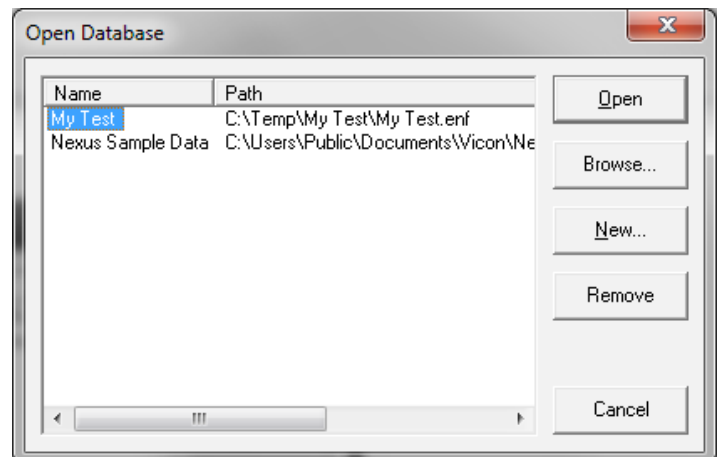 Open Database
Name Path
My Test C:\Temp\My Test\My Test.enf
Nexus Sample Data C:\Users\Public\Documents\Vicon\Ne
Open
Browse...
New...
Remove
Cancel